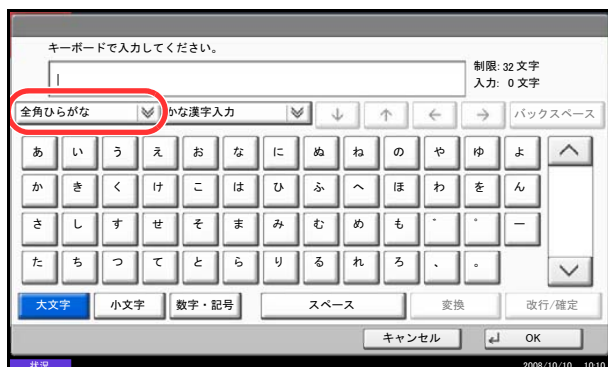 キーボードで入力してください。
制限: 32 文字
入力: 0 文字
全角ひらがな かな漢字入力 ↓ ↑ ← → バックスペース
あ い う え お な に ぬ ね の や ゆ よ
か き く け こ は ひ ふ へ ほ わ を ん
さ し す せ そ ま み む め も ゛ ゜ ー
た ち つ て と ら り る れ ろ 、 。
大文字 小文字 数字・記号 スペース 変換 改行/確定
キャンセル OK
状況 2008/10/10 10:10